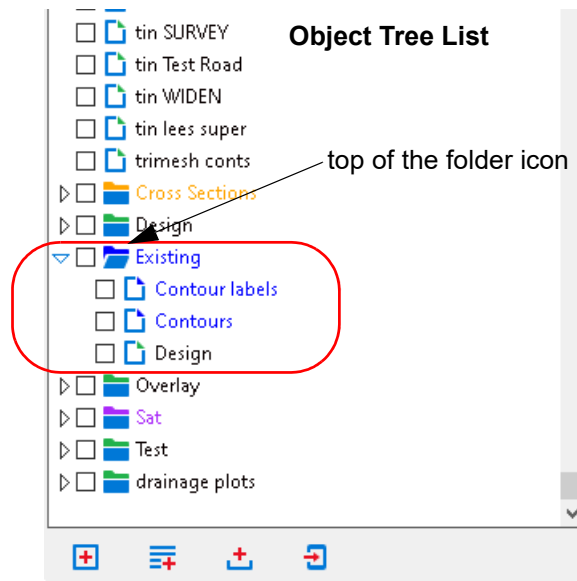 tin SURVEY
Object Tree List
tin Test Road
tin WIDEN
tin lees super
trimesh conts
top of the folder icon
Cross Sections
Design
Existing
Contour labels
Contours
Design
Overlay
Sat
Test
drainage plots